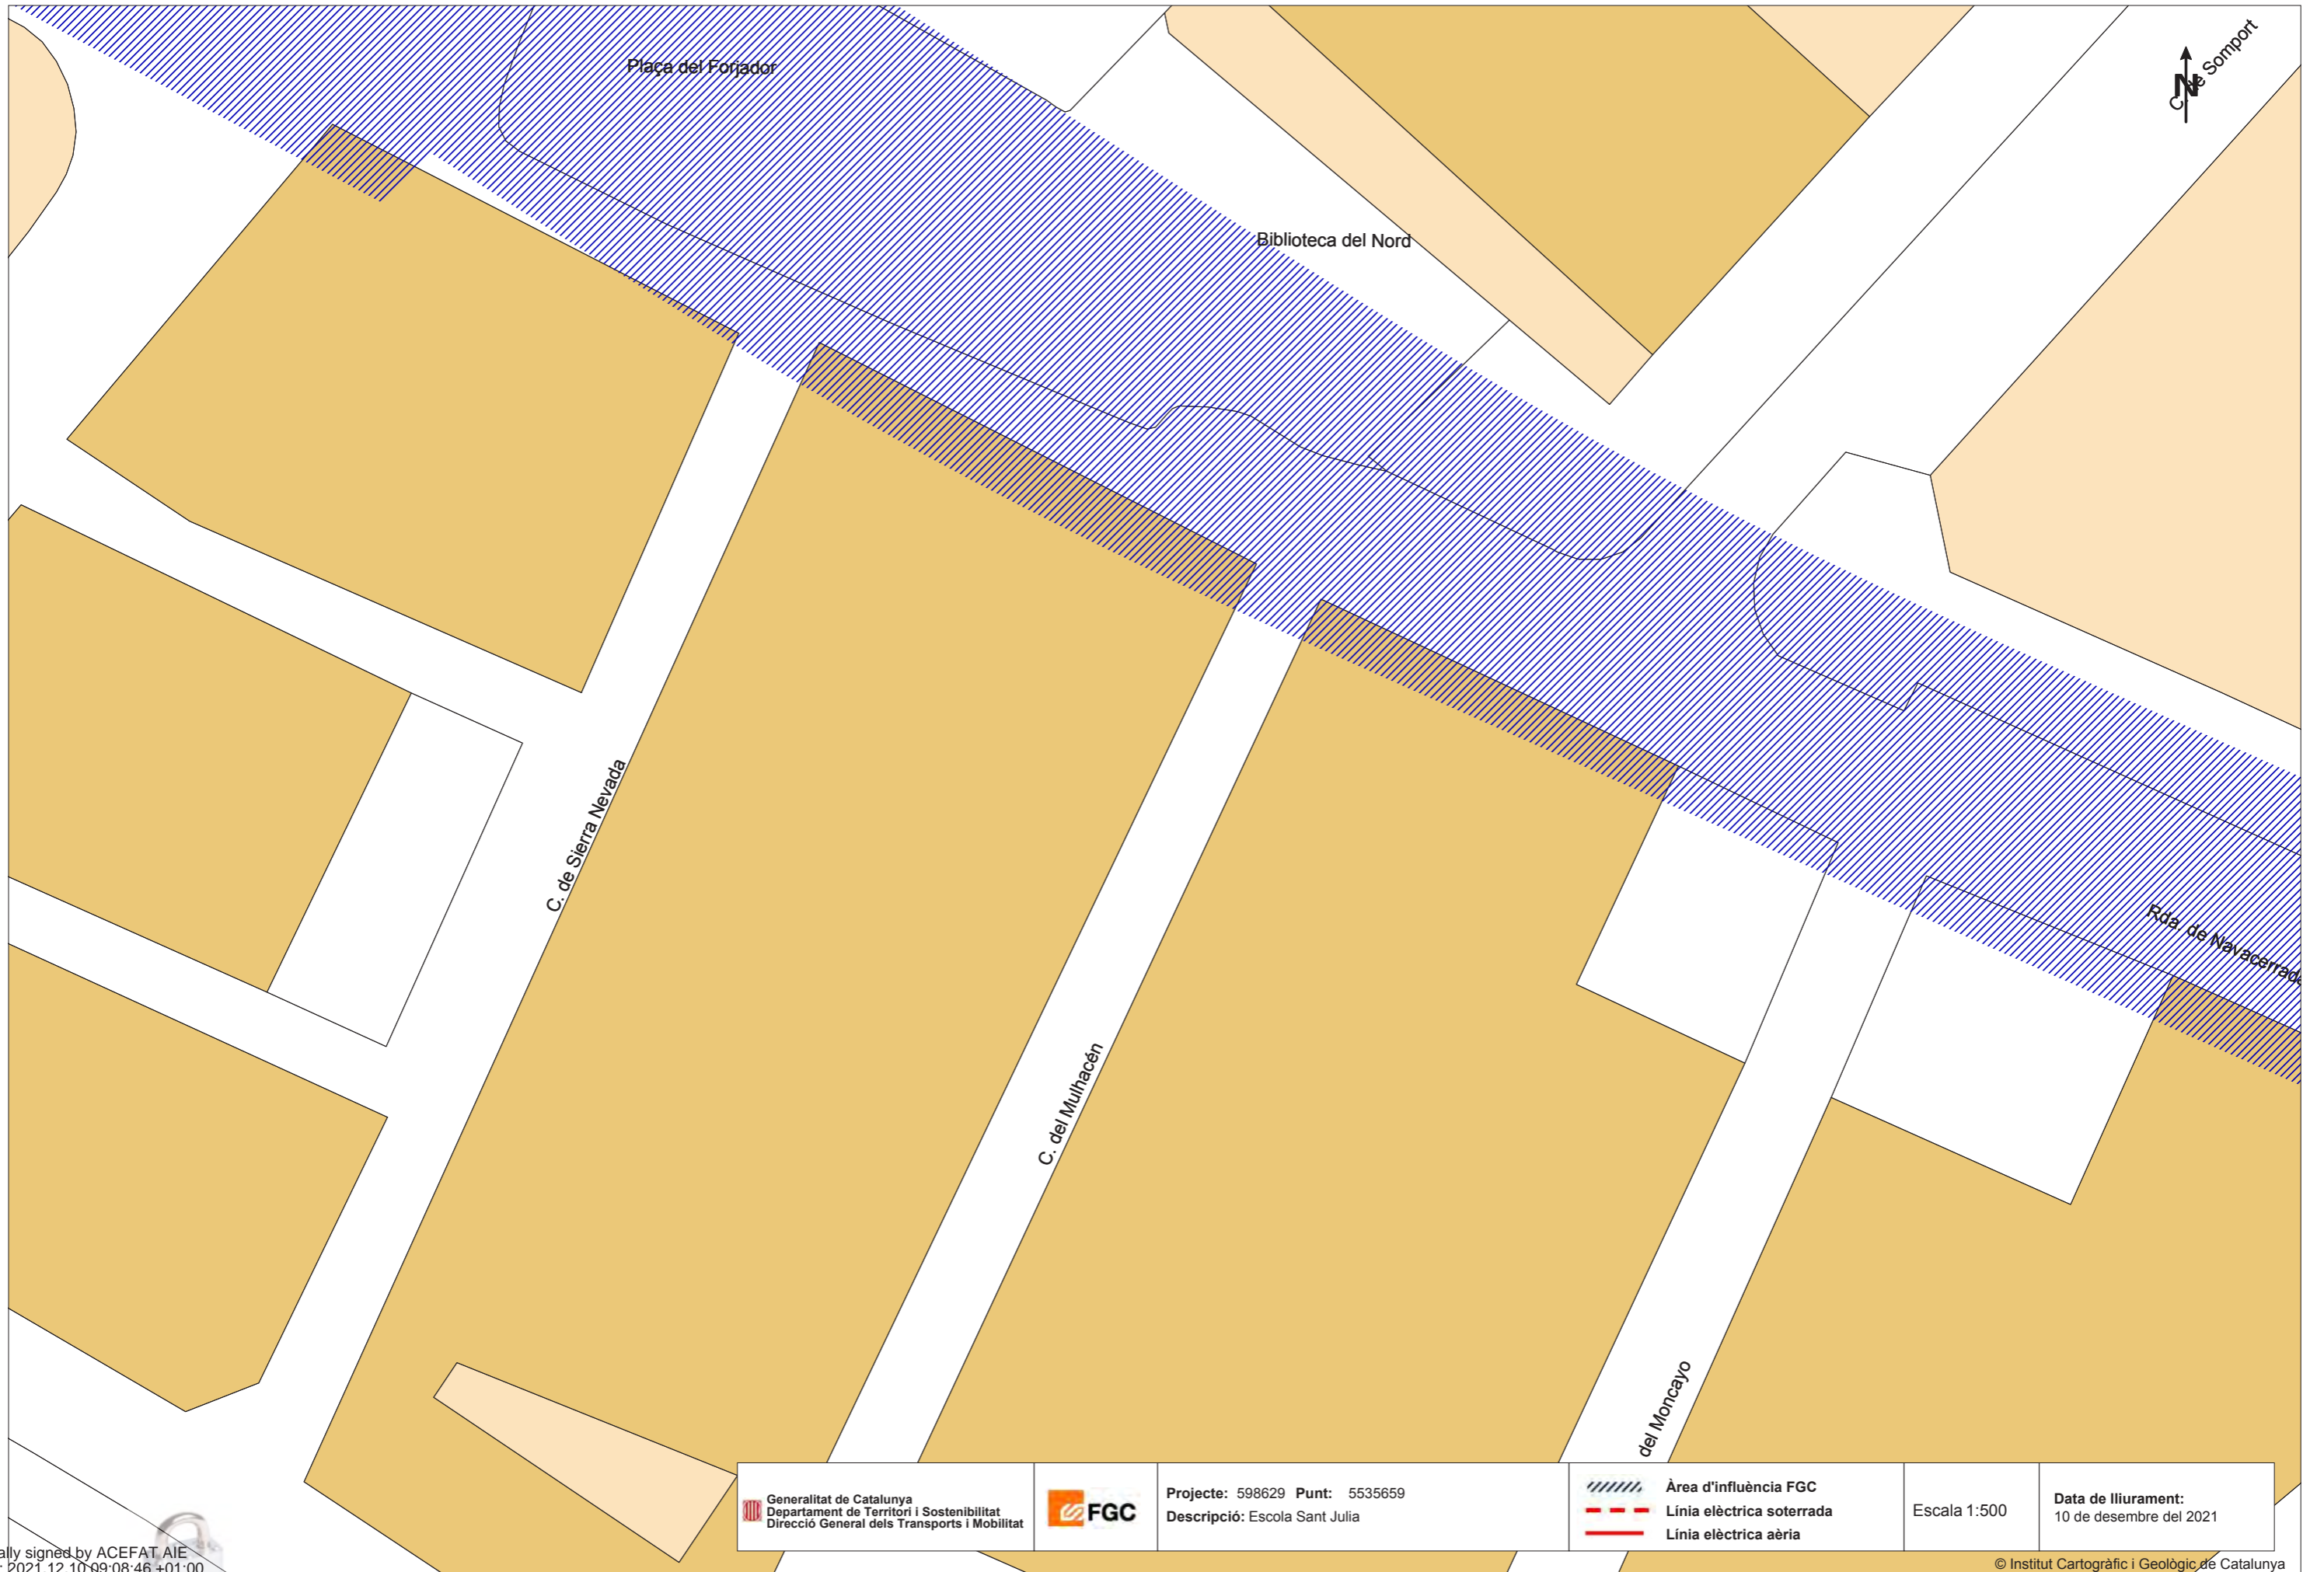 Plaça del Forjador
N
C. de Somport
Biblioteca del Nord
C. de Sierra Nevada
Rda. de Navacerrada
C. del Mulhacén
del Moncayo
Generalitat de Catalunya
Departament de Territori i Sostenibilitat
Direcció General dels Transports i Mobilitat
FGC
Projecte: 598629 Punt: 5535659
Descripció: Escola Sant Julia
Àrea d'influència FGC
Línia elèctrica soterrada
Línia elèctrica aèria
Escala 1:500
Data de lliurament:
10 de desembre del 2021
ally signed by ACEFAT AIE
: 2021.12.10 09:08:46 +01:00
© Institut Cartogràfic i Geològic de Catalunya